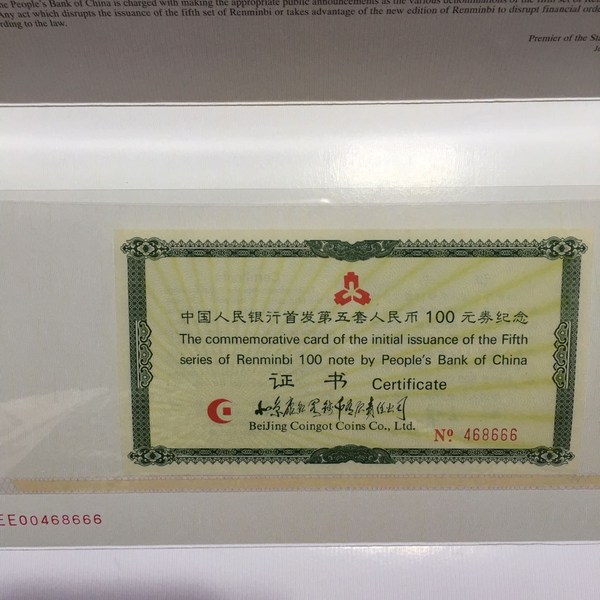 People's Bank of China is charged with making the appropriate public announcements as the various denominations of the fifth set of
Any act which disrupts the issuance of the fifth set of Renminbi or takes advantage of the new edition of Renminbi to disrupt financial
to the law.
Premier of the
中国人民银行首发第五套人民币 100 元券纪念
The commemorative card of the initial issuance of the Fifth
series of Renminbi 100 note by People's Bank of China
证 书 Certificate
BeiJing Coingot Coins Co., Ltd.
Nº 468666
EE00468666